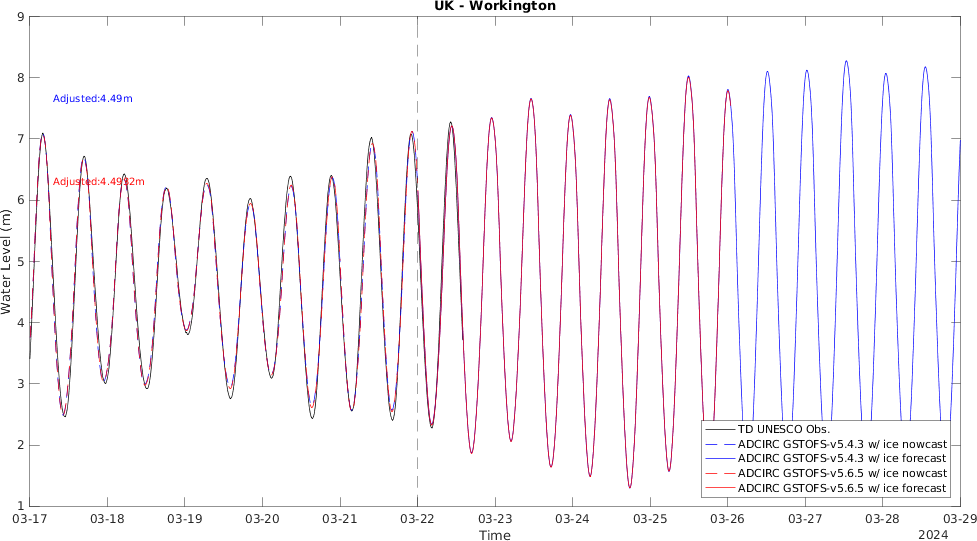 UK - Workington
9
8
7
6
5
4
3
2
1
Water Level (m)
Adjusted:4.49m
Adjusted:4.4932m
TD UNESCO Obs.
ADCIRC GSTOFS-v5.4.3 w/ ice nowcast
ADCIRC GSTOFS-v5.4.3 w/ ice forecast
ADCIRC GSTOFS-v5.6.5 w/ ice nowcast
ADCIRC GSTOFS-v5.6.5 w/ ice forecast
03-17 03-18 03-19 03-20 03-21 03-22 03-23 03-24 03-25 03-26 03-27 03-28 03-29
Time
2024